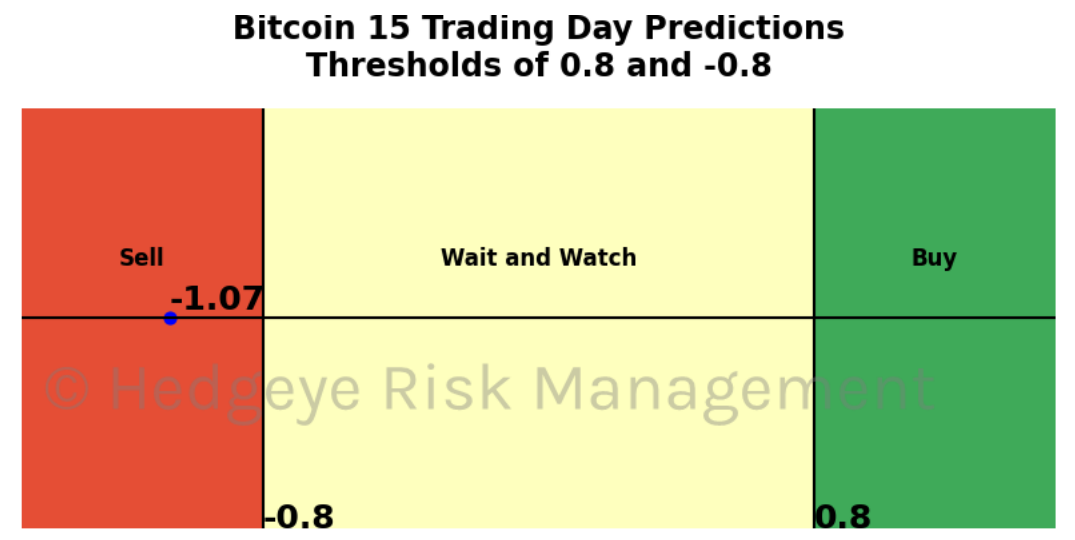 Bitcoin 15 Trading Day Predictions
Thresholds of 0.8 and -0.8
Sell
Wait and Watch
Buy
-1.07
© Hedgeye Risk Management
-0.8
0.8